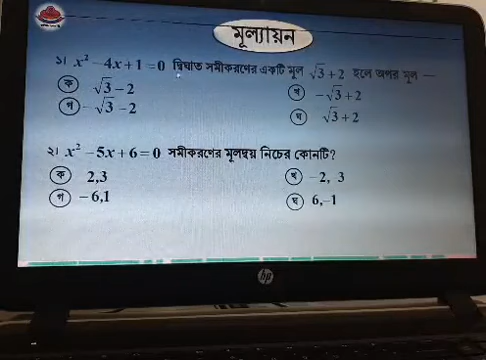 মূল্যায়ন
১। x² - 4x + 1 = 0 দ্বিঘাত সমীকরণের একটি মূল √3 + 2 হলে অপর মূল —
ক √3 - 2 খ -√3 + 2
গ -√3 - 2 ঘ √3 + 2
২। x² - 5x + 6 = 0 সমীকরণের মূলদ্বয় নিচের কোনটি?
ক 2,3 খ -2, 3
গ -6,1 ঘ 6,-1
hp